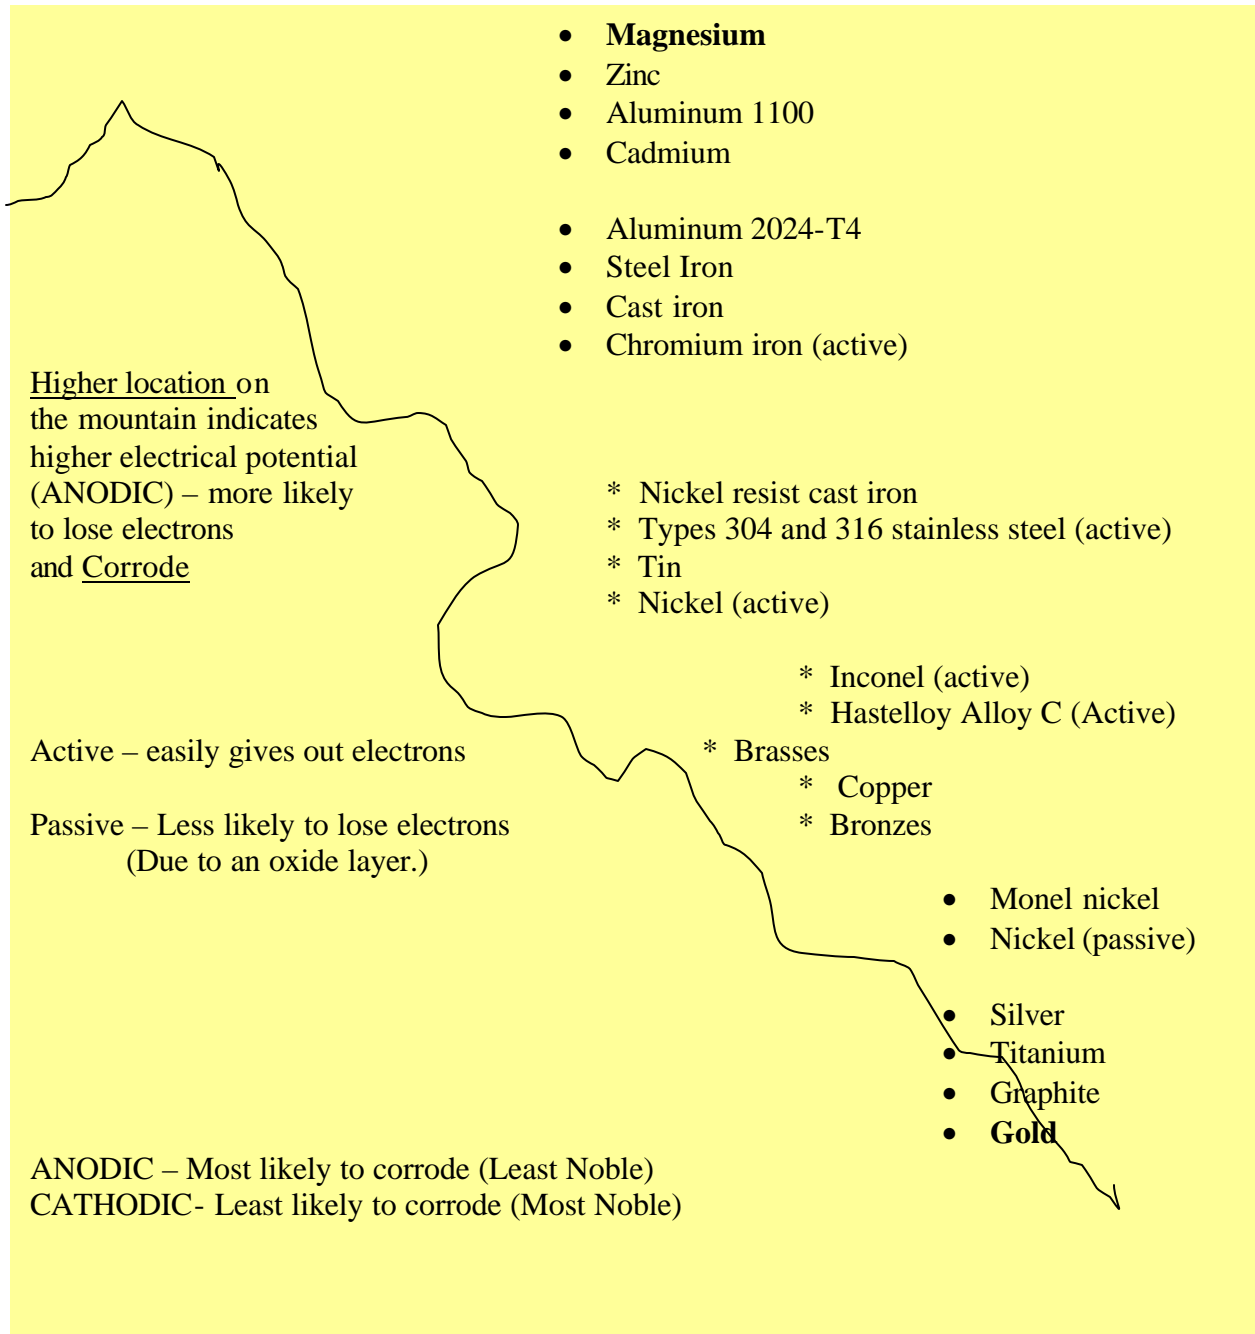 • Magnesium
• Zinc
• Aluminum 1100
• Cadmium
• Aluminum 2024-T4
• Steel Iron
• Cast iron
• Chromium iron (active)
Higher location on
the mountain indicates
higher electrical potential
(ANODIC) – more likely
to lose electrons
and Corrode
* Nickel resist cast iron
* Types 304 and 316 stainless steel (active)
* Tin
* Nickel (active)
* Inconel (active)
* Hastelloy Alloy C (Active)
Active – easily gives out electrons
* Brasses
* Copper
Passive – Less likely to lose electrons
(Due to an oxide layer.)
* Bronzes
• Monel nickel
• Nickel (passive)
• Silver
• Titanium
• Graphite
• Gold
ANODIC – Most likely to corrode (Least Noble)
CATHODIC- Least likely to corrode (Most Noble)